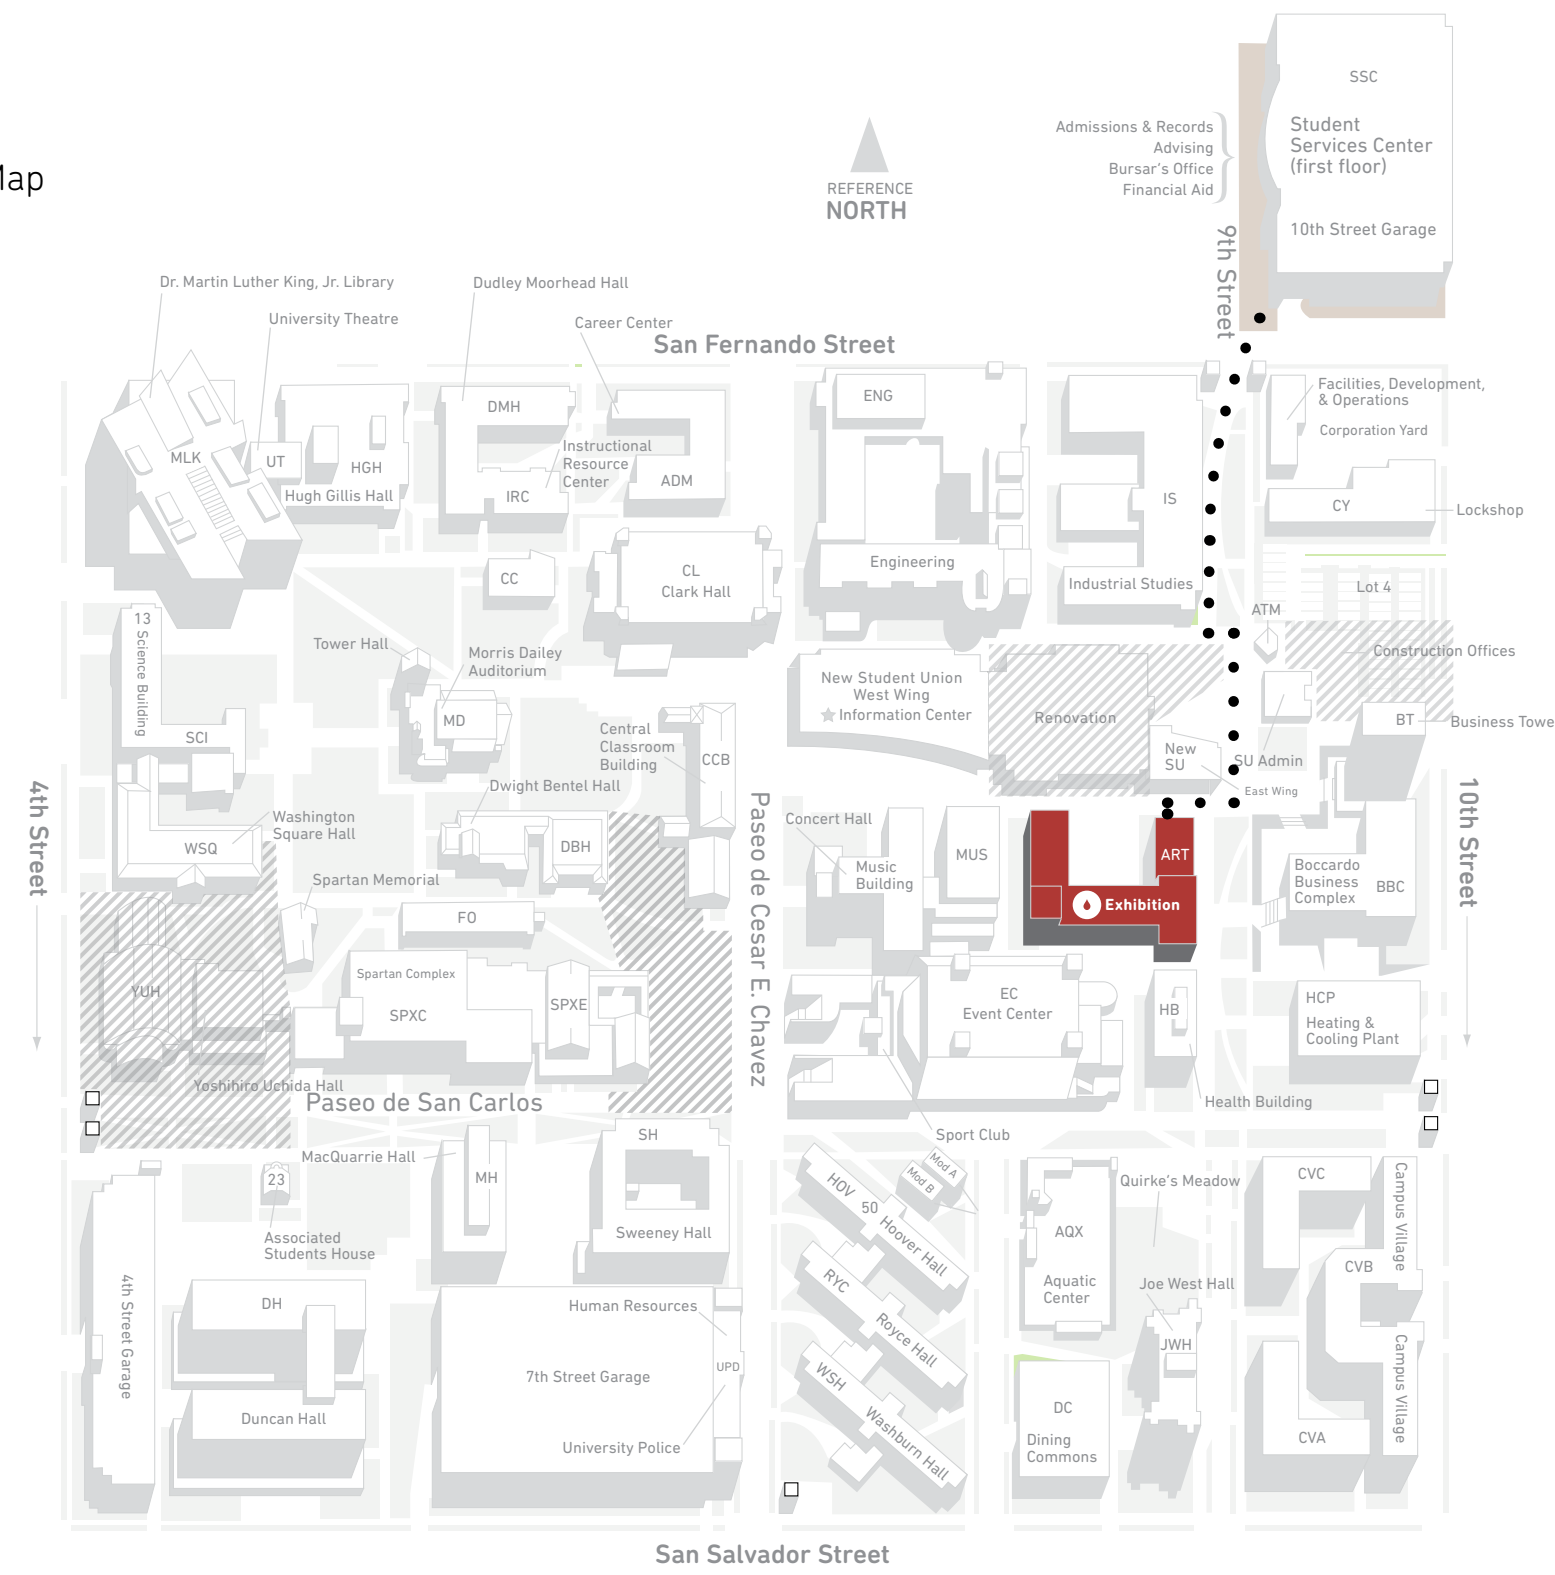 Map
REFERENCE
NORTH
Admissions & Records
Advising
Bursar's Office
Financial Aid
SSC
Student
Services Center
(first floor)
10th Street Garage
9th Street
Dr. Martin Luther King, Jr. Library
University Theatre
Dudley Moorhead Hall
Career Center
San Fernando Street
MLK
UT
HGH
Hugh Gillis Hall
DMH
Instructional
Resource
Center
IRC
ADM
ENG
Engineering
IS
Industrial Studies
Facilities, Development,
& Operations
Corporation Yard
CY
Lockshop
Lot 4
ATM
Construction Offices
CC
CL
Clark Hall
13
Science Building
SCI
Tower Hall
Morris Dailey
Auditorium
MD
Central
Classroom
Building
CCB
New Student Union
West Wing
Information Center
Renovation
New
SU
SU Admin
East Wing
BT
Business Towe
4th Street
10th Street
Washington
Square Hall
WSQ
Dwight Bentel Hall
DBH
Paseo de Cesar E. Chavez
Concert Hall
Music
Building
MUS
ART
Exhibition
Boccardo
Business
Complex
BBC
Spartan Memorial
FO
YUH
Yoshihiro Uchida Hall
Spartan Complex
SPXC
SPXE
EC
Event Center
HB
HCP
Heating &
Cooling Plant
Health Building
Paseo de San Carlos
Sport Club
MacQuarrie Hall
MH
SH
Sweeney Hall
23
Associated
Students House
4th Street Garage
DH
Duncan Hall
Human Resources
7th Street Garage
UPD
University Police
Mod A
Mod B
HOV
50
Hoover Hall
RYC
Royce Hall
WSH
Washburn Hall
AQX
Aquatic
Center
Quirke's Meadow
Joe West Hall
JWH
DC
Dining
Commons
CVC
Campus Village
CVB
Campus Village
CVA
San Salvador Street